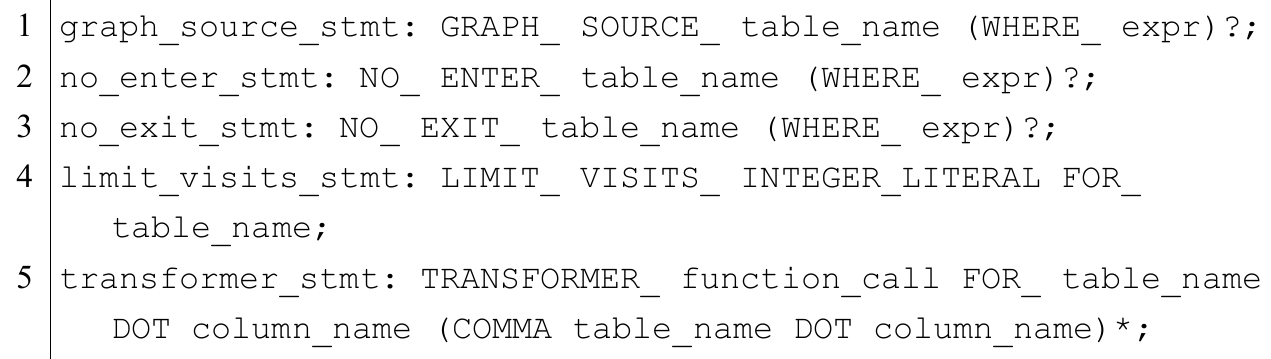 1 graph_source_stmt: GRAPH_ SOURCE_ table_name (WHERE_ expr)?;
2 no_enter_stmt: NO_ ENTER_ table_name (WHERE_ expr)?;
3 no_exit_stmt: NO_ EXIT_ table_name (WHERE_ expr)?;
4 limit_visits_stmt: LIMIT_ VISITS_ INTEGER_LITERAL FOR_
table_name;
5 transformer_stmt: TRANSFORMER_ function_call FOR_ table_name
DOT column_name (COMMA table_name DOT column_name)*;